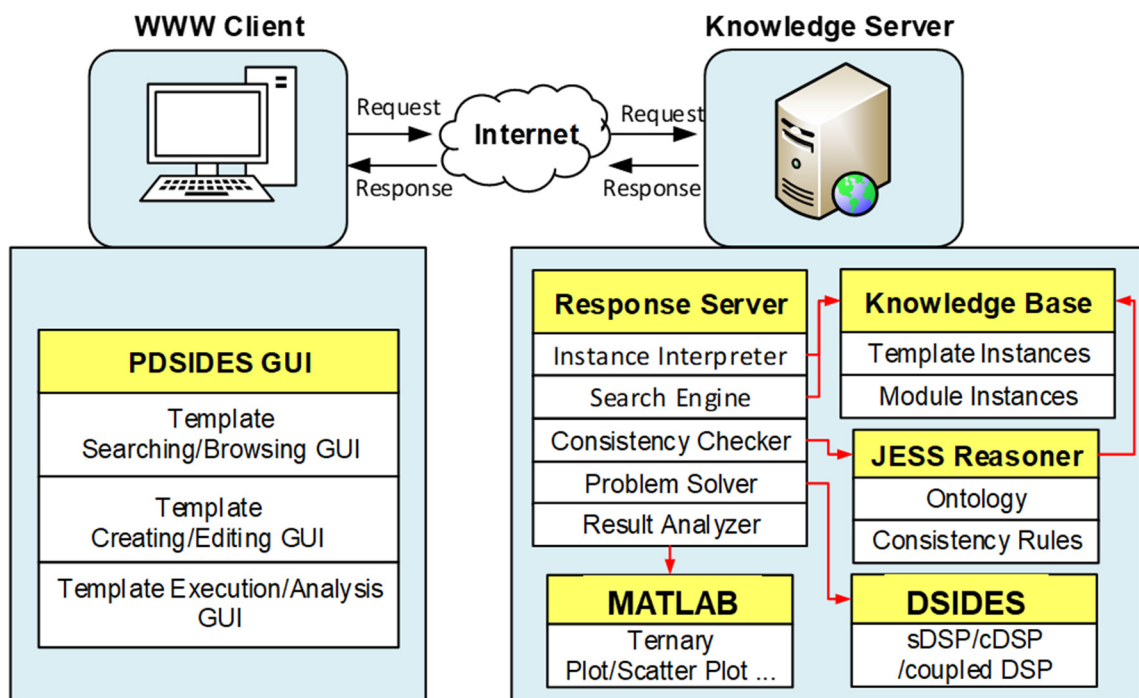 WWW Client
Knowledge Server
Request
Response
Internet
Request
Response
PDSIDES GUI
Template
Searching/Browsing GUI
Template
Creating/Editing GUI
Template Execution/Analysis
GUI
Response Server
Instance Interpreter
Search Engine
Consistency Checker
Problem Solver
Result Analyzer
Knowledge Base
Template Instances
Module Instances
JESS Reasoner
Ontology
Consistency Rules
MATLAB
Ternary
Plot/Scatter Plot ...
DSIDES
sDSP/cDSP
/coupled DSP